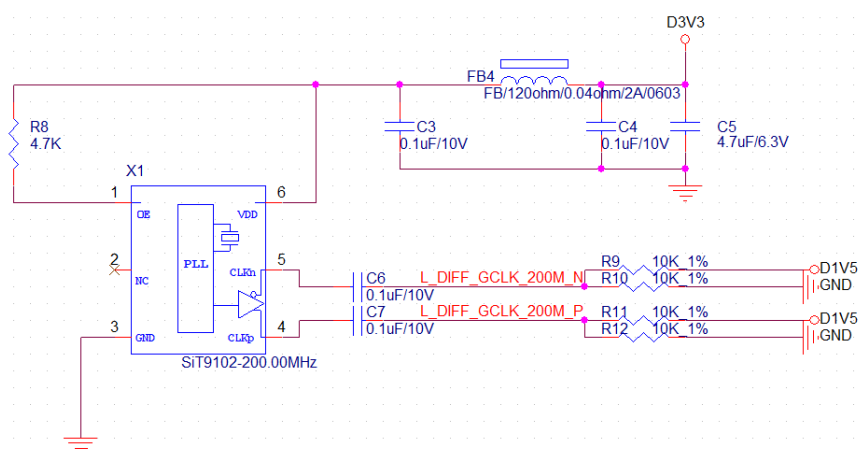 D3V3
FB4
FB/120ohm/0.04ohm/2A/0603
R8
4.7K
C3
0.1uF/10V
C4
0.1uF/10V
C5
4.7uF/6.3V
X1
1
6
OE
VDD
2
NC
PLL
CLKn
5
C6
0.1uF/10V
L_DIFF_GCLK_200M_N
R9
10K_1%
D1V5
R10
10K_1%
GND
3
GND
CLKp
4
C7
0.1uF/10V
L_DIFF_GCLK_200M_P
R11
10K_1%
D1V5
R12
10K_1%
GND
SiT9102-200.00MHz